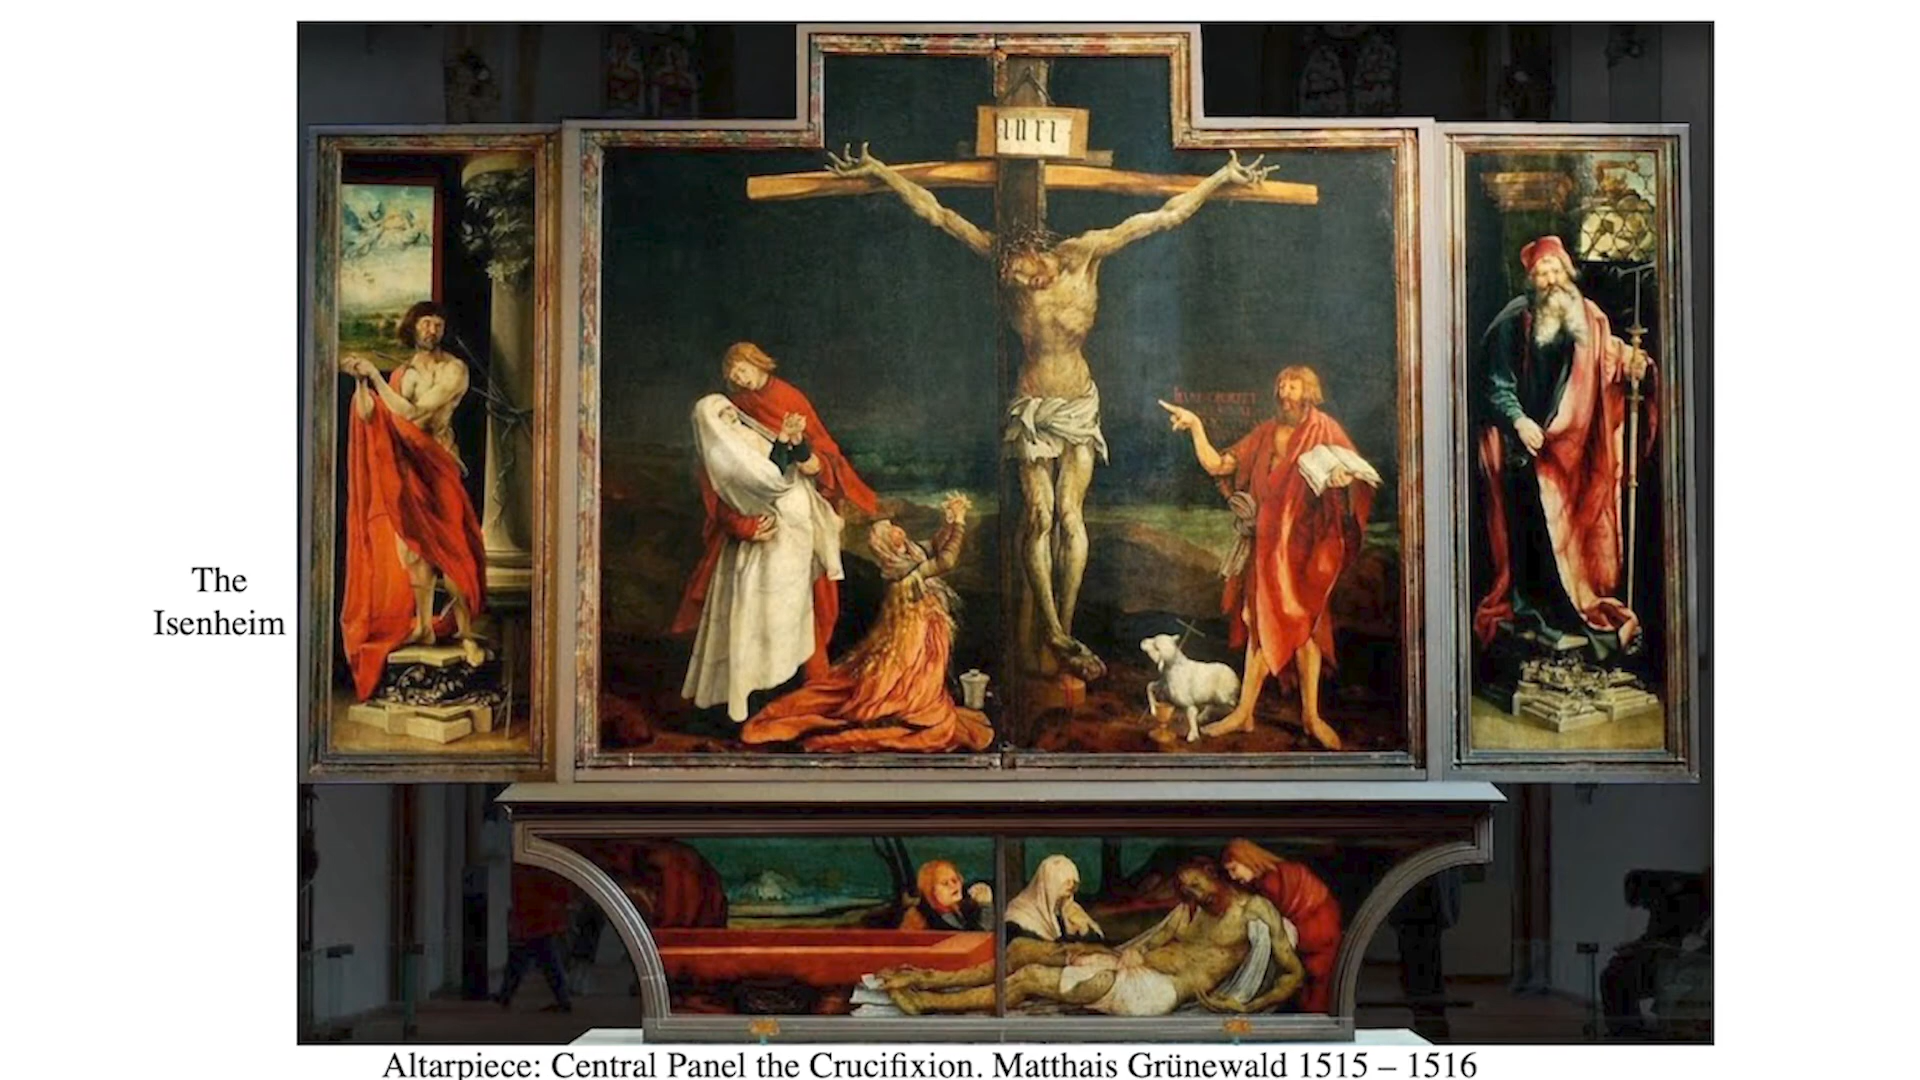 INRI
The
Isenheim
Altarpiece: Central Panel the Crucifixion. Matthais Grünewald 1515 – 1516